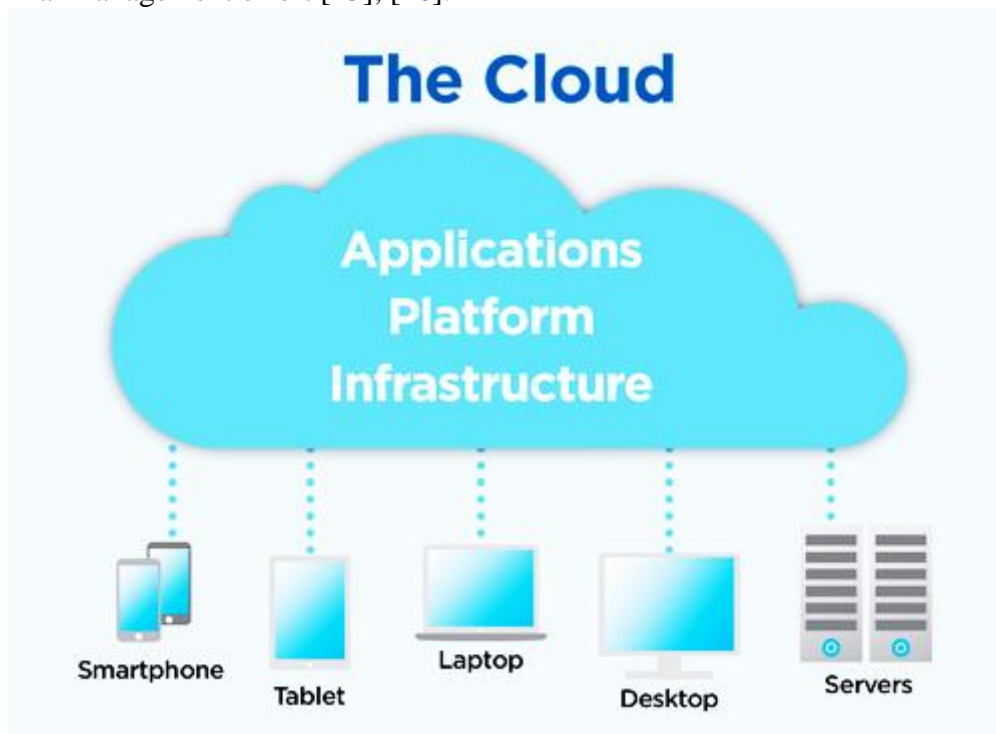 The Cloud
Applications
Platform
Infrastructure
Smartphone
Tablet
Laptop
Desktop
Servers